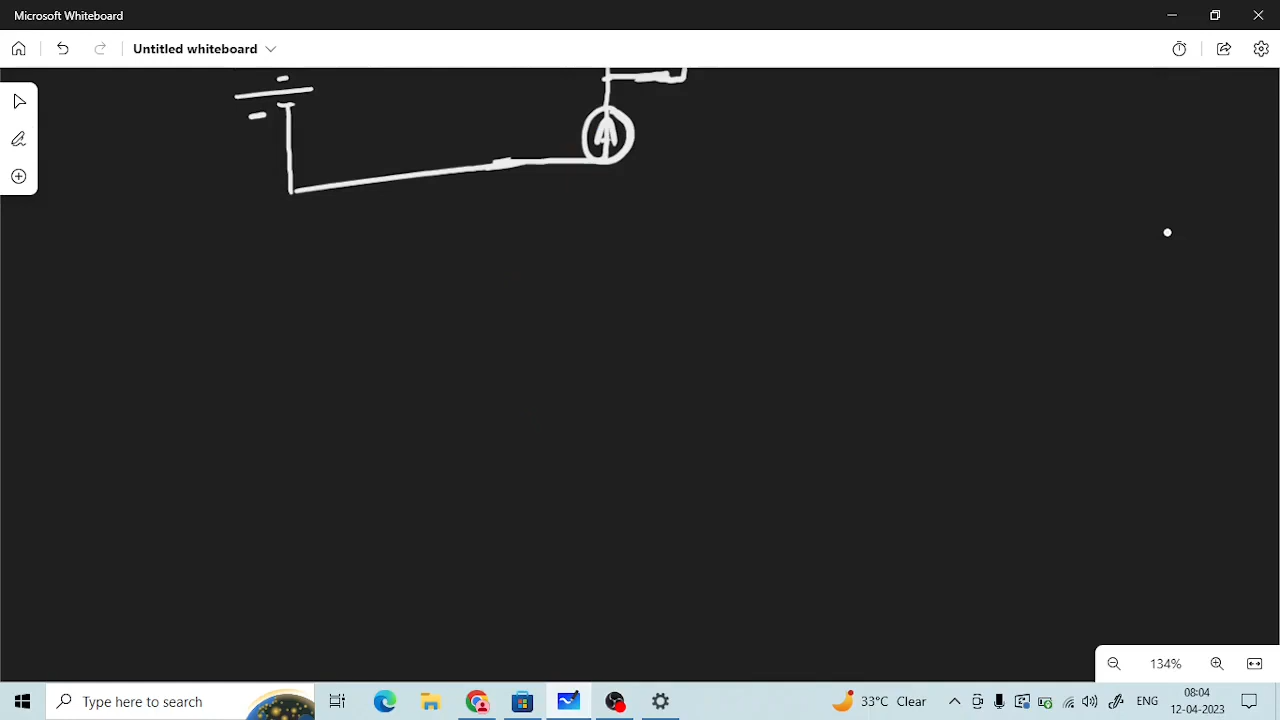 Microsoft Whiteboard
Untitled whiteboard
134%
Type here to search
33°C Clear
ENG
08:04
12-04-2023